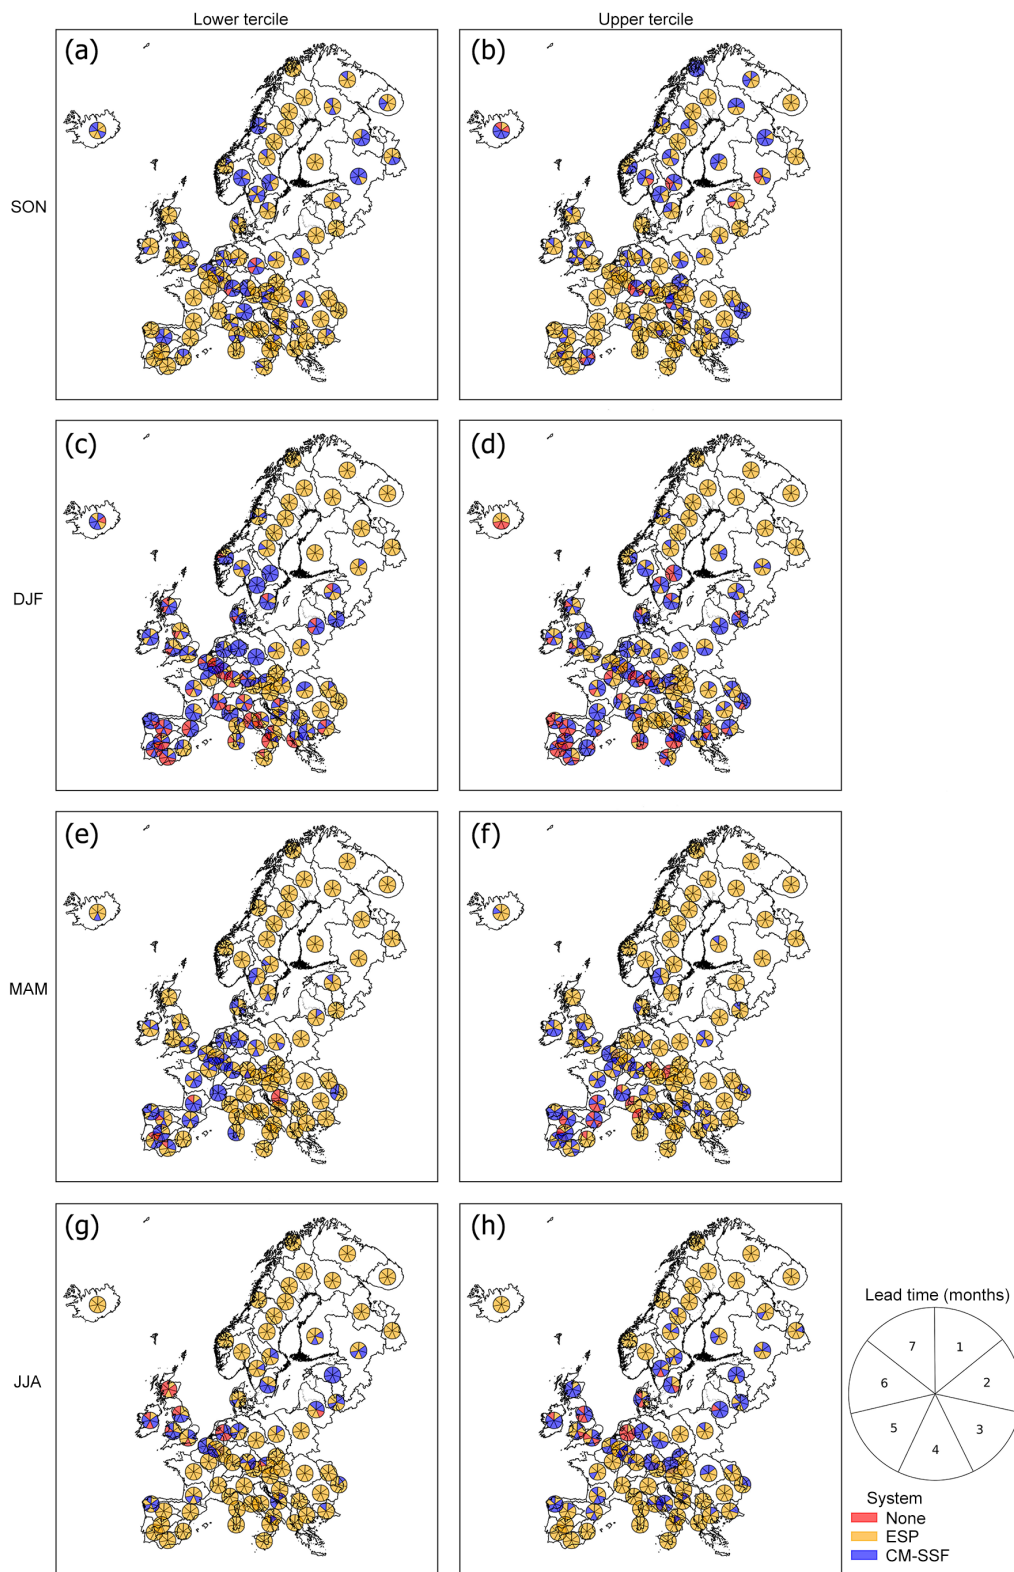 Lower tercile
Upper tercile
(a)
(b)
SON
(c)
(d)
DJF
(e)
(f)
MAM
(g)
(h)
JJA
Lead time (months)
7
1
6
2
5
3
4
System
None
ESP
CM-SSF